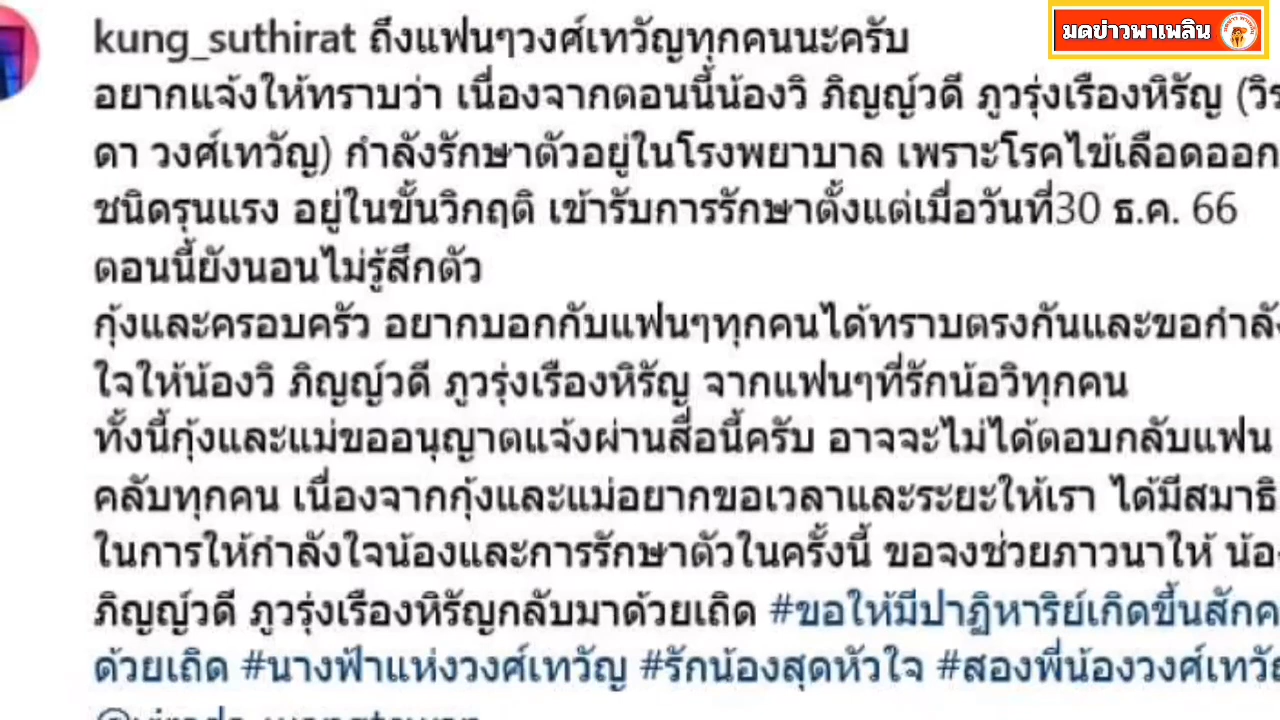 มดข่าวพาเพลิน
kung_suthirat ถึงแฟนๆวงศ์เทวัญทุกคนนะครับ
อยากแจ้งให้ทราบว่า เนื่องจากตอนนี้น้องวิ ภิญญ์วดี ภูวรุ่งเรืองหิรัญ (วิร
ดา วงศ์เทวัญ) กำลังรักษาตัวอยู่ในโรงพยาบาล เพราะโรคไข้เลือดออก
ชนิดรุนแรง อยู่ในขั้นวิกฤติ เข้ารับการรักษาตั้งแต่เมื่อวันที่30 ธ.ค. 66
ตอนนี้ยังนอนไม่รู้สึกตัว
กุ้งและครอบครัว อยากบอกกับแฟนๆทุกคนได้ทราบตรงกันและขอกำลัง
ใจให้น้องวิ ภิญญ์วดี ภูวรุ่งเรืองหิรัญ จากแฟนๆที่รักน้อวิทุกคน
ทั้งนี้กุ้งและแม่ขออนุญาตแจ้งผ่านสื่อนี้ครับ อาจจะไม่ได้ตอบกลับแฟน
คลับทุกคน เนื่องจากกุ้งและแม่อยากขอเวลาและระยะให้เรา ได้มีสมาธิ
ในการให้กำลังใจน้องและการรักษาตัวในครั้งนี้ ขอจงช่วยภาวนาให้ น้อง
ภิญญ์วดี ภูวรุ่งเรืองหิรัญกลับมาด้วยเถิด #ขอให้มีปาฏิหาริย์เกิดขึ้นสักค
ด้วยเถิด #นางฟ้าแห่งวงศ์เทวัญ #รักน้องสุดหัวใจ #สองพี่น้องวงศ์เทวัญ